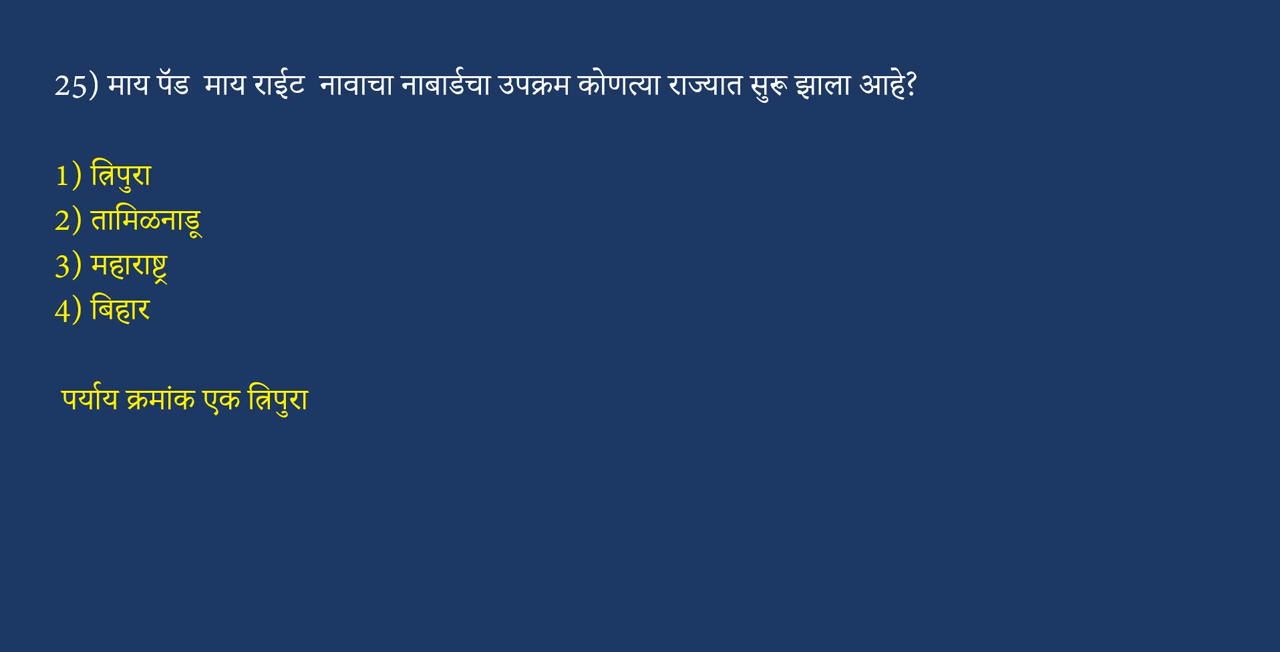 25) माय पॅड  माय राईट  नावाचा नाबार्डचा उपक्रम कोणत्या राज्यात सुरू झाला आहे?
1) त्रिपुरा
2) तामिळनाडू
3) महाराष्ट्र
4) बिहार
पर्याय क्रमांक एक त्रिपुरा